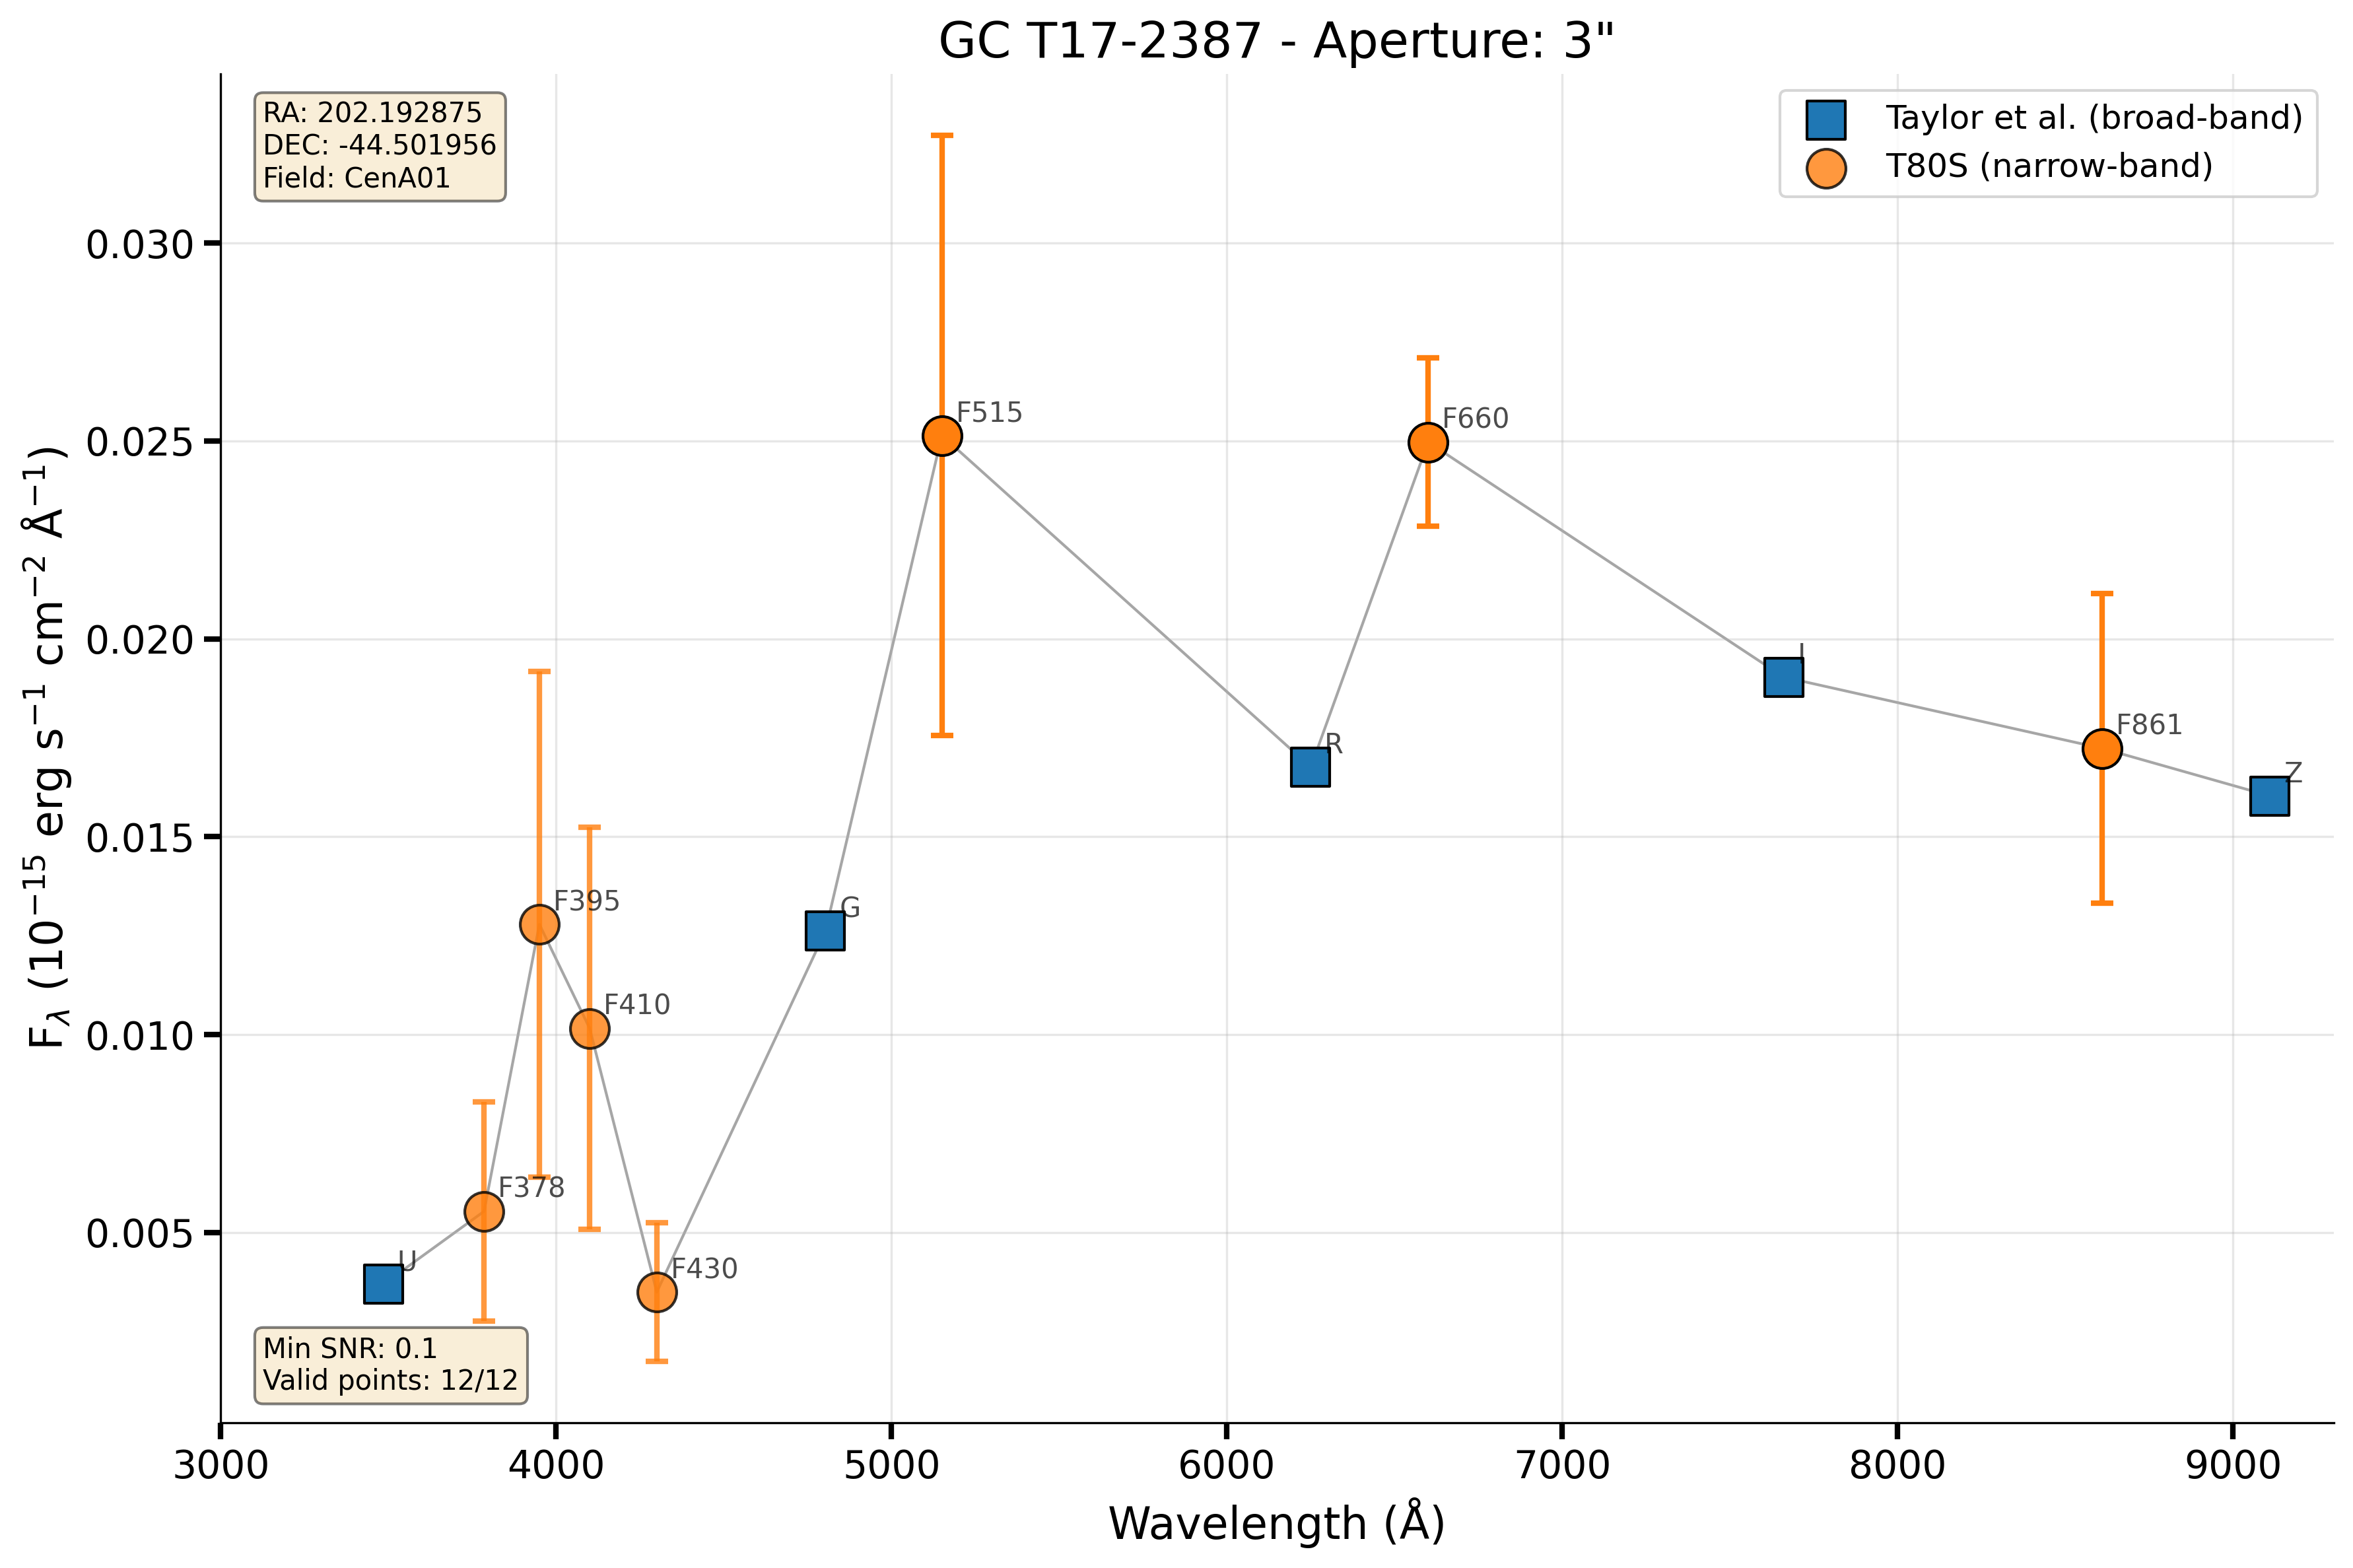 GC T17-2387 - Aperture: 3"
RA: 202.192875
DEC: -44.501956
Field: CenA01
Taylor et al. (broad-band)
T80S (narrow-band)
0.030
0.025
0.020
0.015
0.010
0.005
F_λ (10⁻¹⁵ erg s⁻¹ cm⁻² Å⁻¹)
F515
F660
I
R
F861
Z
F395
G
F410
F378
U
F430
Min SNR: 0.1
Valid points: 12/12
3000 4000 5000 6000 7000 8000 9000
Wavelength (Å)